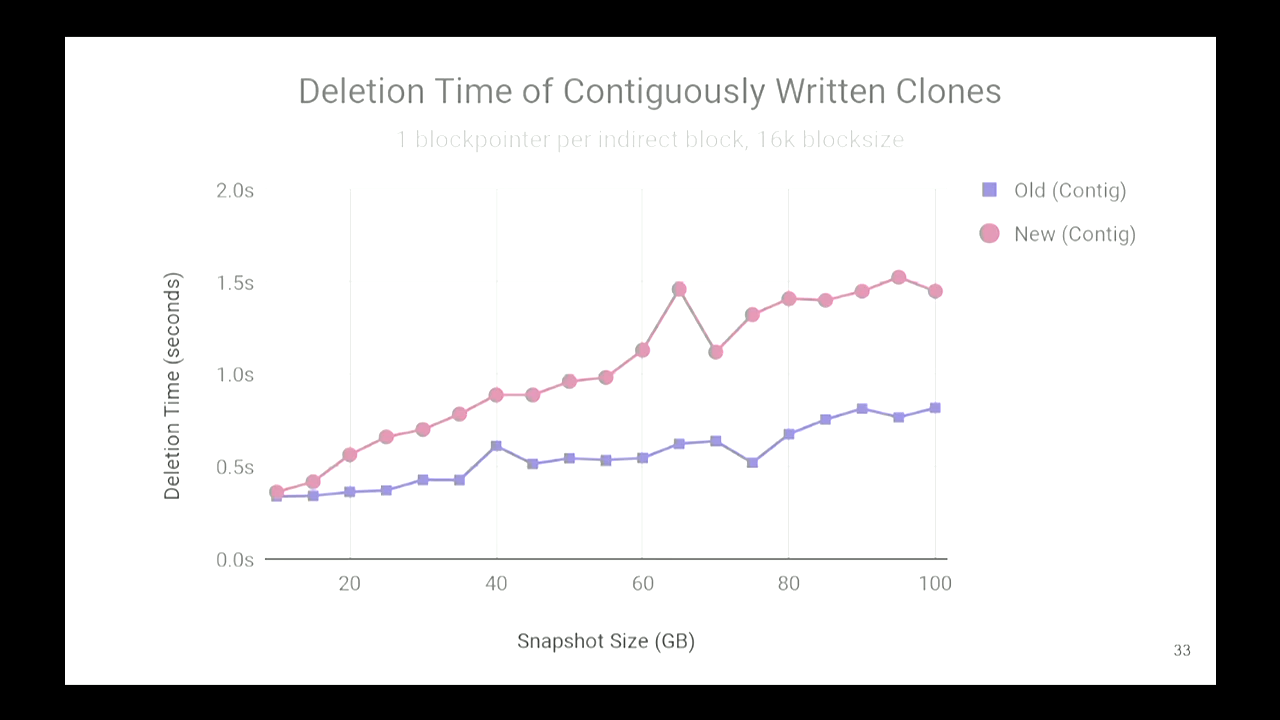 Deletion Time of Contiguously Written Clones
1 blockpointer per indirect block, 16k blocksize
2.0s
1.5s
1.0s
0.5s
0.0s
Deletion Time (seconds)
20 40 60 80 100
Snapshot Size (GB)
Old (Contig)
New (Contig)
33